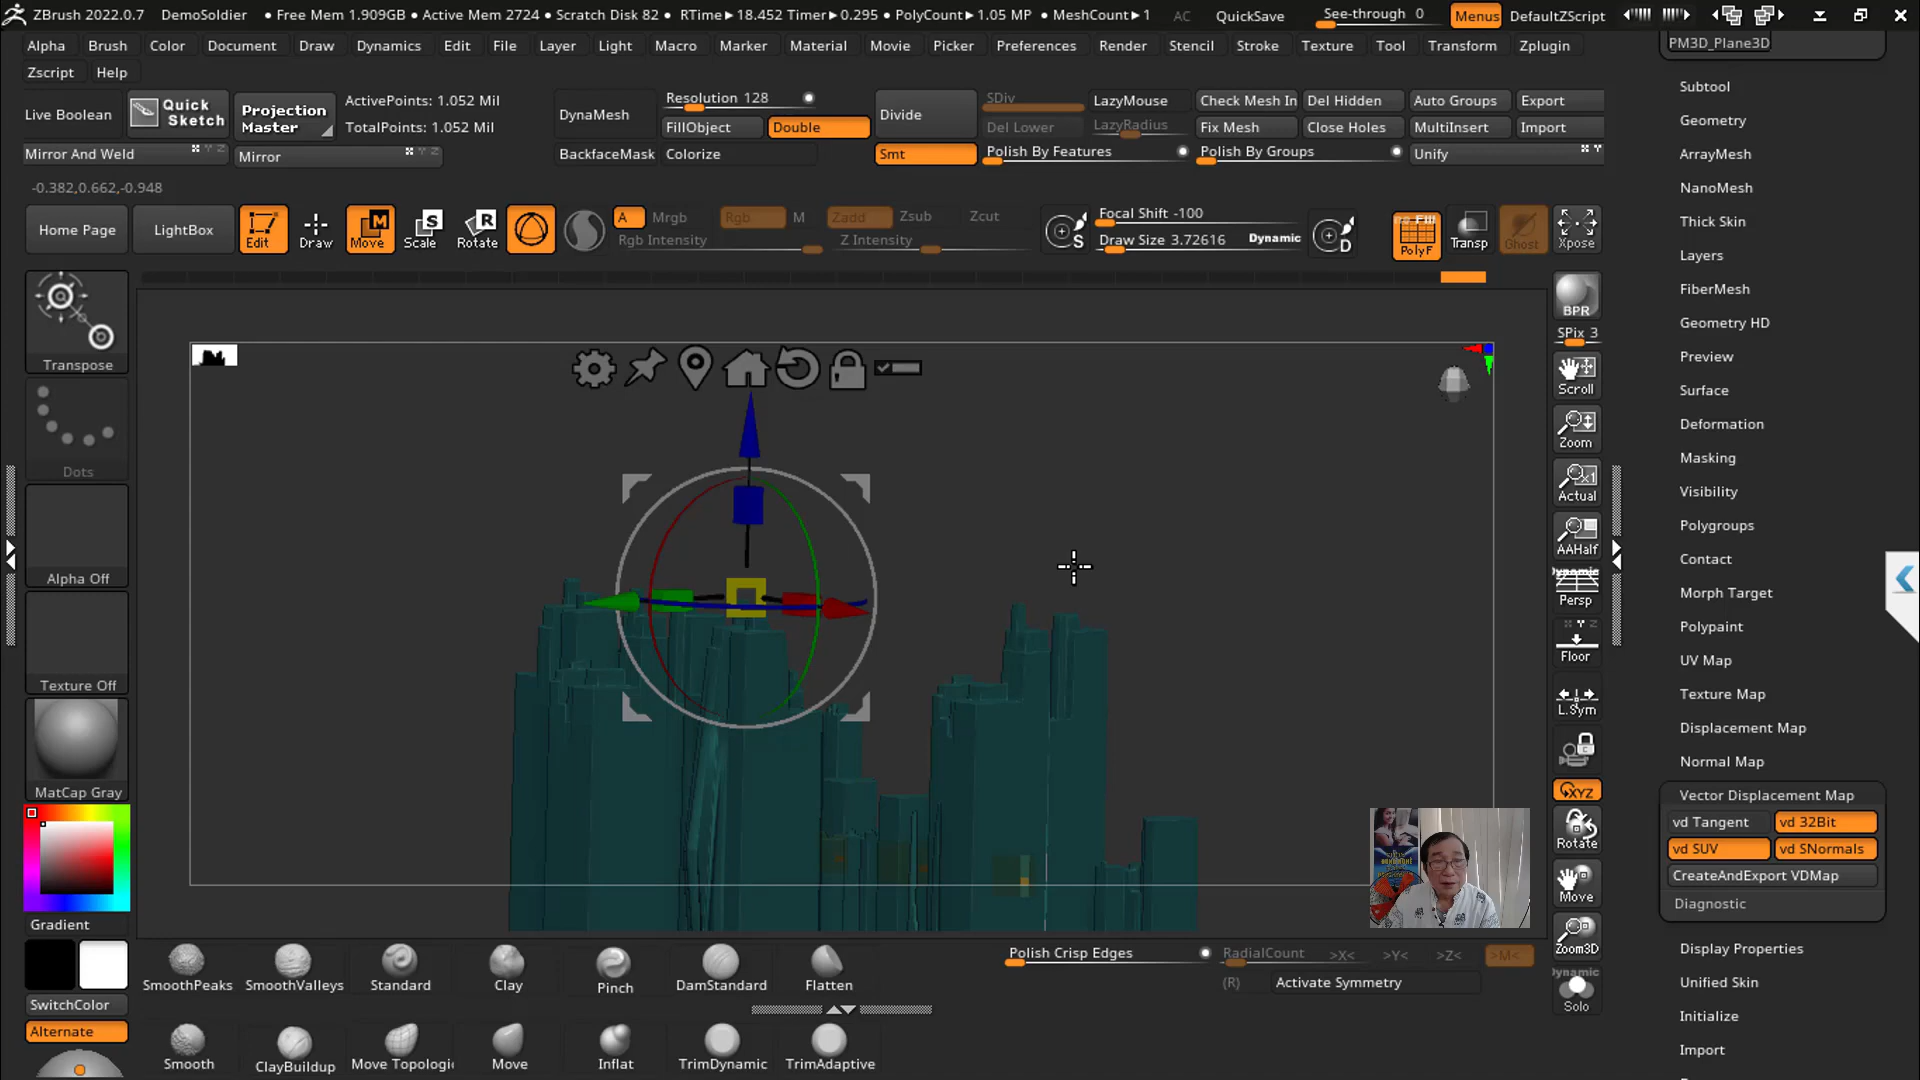 ZBrush 2022.0.7 DemoSoldier • Free Mem 1.909GB • Active Mem 2724 • Scratch Disk 82 • RTime▶18.452 Timer▶0.295 • PolyCount▶1.05 MP • MeshCount▶1 AC QuickSave See-through 0 Menus DefaultZScript
Alpha Brush Color Document Draw Dynamics Edit File Layer Light Macro Marker Material Movie Picker Preferences Render Stencil Stroke Texture Tool Transform Zplugin
Zscript Help
PM3D_Plane3D
Live Boolean
Quick Sketch
Projection Master
ActivePoints: 1.052 Mil
TotalPoints: 1.052 Mil
Mirror And Weld
Mirror
DynaMesh
Resolution 128
FillObject Double
BackfaceMask Colorize
Divide
Smt
SDiv
Del Lower
LazyMouse
LazyRadius
Polish By Features
Check Mesh In Del Hidden Auto Groups Export
Fix Mesh Close Holes MultiInsert Import
Polish By Groups
Unify
-0.382,0.662,-0.948
Home Page LightBox Edit Draw Move Scale Rotate
A Mrgb Rgb M Zadd Zsub Zcut
Rgb Intensity Z Intensity
Focal Shift -100
Draw Size 3.72616 Dynamic
S
D
PolyF
Transp
Ghost
Xpose
Transpose
Dots
Alpha Off
Texture Off
MatCap Gray
Gradient
SwitchColor
Alternate
BPR
SPix 3
Scroll
Zoom
Actual
AAHalf
Dynamic
Persp
Floor
L.Sym
XYZ
Rotate
Move
Zoom3D
Dynamic
Solo
Subtool
Geometry
ArrayMesh
NanoMesh
Thick Skin
Layers
FiberMesh
Geometry HD
Preview
Surface
Deformation
Masking
Visibility
Polygroups
Contact
Morph Target
Polypaint
UV Map
Texture Map
Displacement Map
Normal Map
Vector Displacement Map
vd Tangent vd 32Bit
vd SUV vd SNormals
CreateAndExport VDMap
Diagnostic
Display Properties
Unified Skin
Initialize
Import
SmoothPeaks SmoothValleys Standard Clay Pinch DamStandard Flatten
Polish Crisp Edges
RadialCount >X< >Y< >Z< >M<
(R) Activate Symmetry
Smooth ClayBuildup Move Topologic Move Inflat TrimDynamic TrimAdaptive